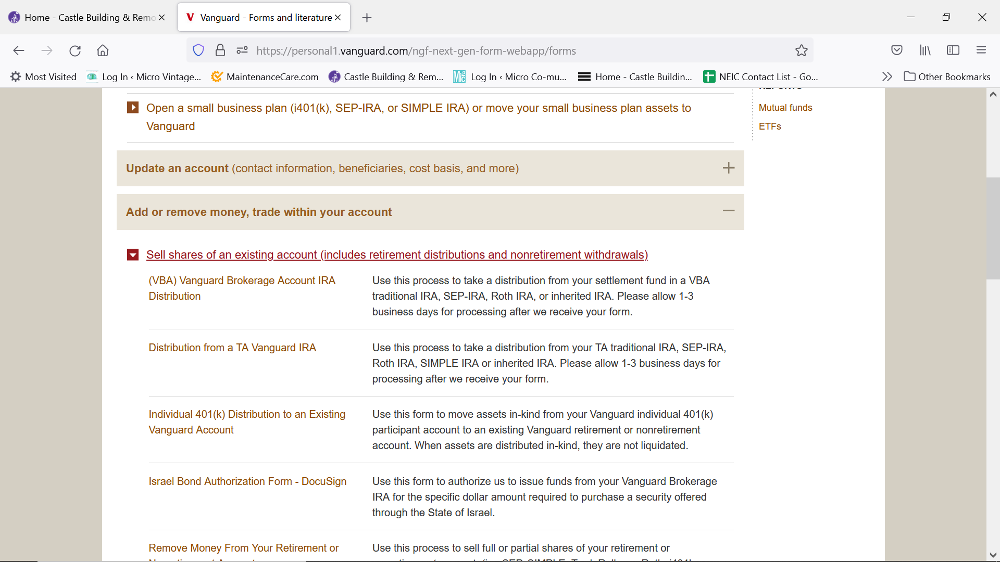 Home - Castle Building & Remo
Vanguard - Forms and literature
https://personal1.vanguard.com/ngf-next-gen-form-webapp/forms
Most Visited
Log In ‹ Micro Vintage...
MaintenanceCare.com
Castle Building & Rem...
Log In ‹ Micro Co-mu...
Home - Castle Buildin...
NEIC Contact List - Go...
Other Bookmarks
Open a small business plan (i401(k), SEP-IRA, or SIMPLE IRA) or move your small business plan assets to
Vanguard
Update an account (contact information, beneficiaries, cost basis, and more)
Add or remove money, trade within your account
Sell shares of an existing account (includes retirement distributions and nonretirement withdrawals)
(VBA) Vanguard Brokerage Account IRA
Distribution
Use this process to take a distribution from your settlement fund in a VBA
traditional IRA, SEP-IRA, Roth IRA, or inherited IRA. Please allow 1-3
business days for processing after we receive your form.
Distribution from a TA Vanguard IRA
Use this process to take a distribution from your TA traditional IRA, SEP-IRA,
Roth IRA, SIMPLE IRA or inherited IRA. Please allow 1-3 business days for
processing after we receive your form.
Individual 401(k) Distribution to an Existing
Vanguard Account
Use this form to move assets in-kind from your Vanguard individual 401(k)
participant account to an existing Vanguard retirement or nonretirement
account. When assets are distributed in-kind, they are not liquidated.
Israel Bond Authorization Form - DocuSign
Use this form to authorize us to issue funds from your Vanguard Brokerage
IRA for the specific dollar amount required to purchase a security offered
through the State of Israel.
Remove Money From Your Retirement or
Use this process to sell full or partial shares of your retirement or
REPORTS
Mutual funds
ETFs